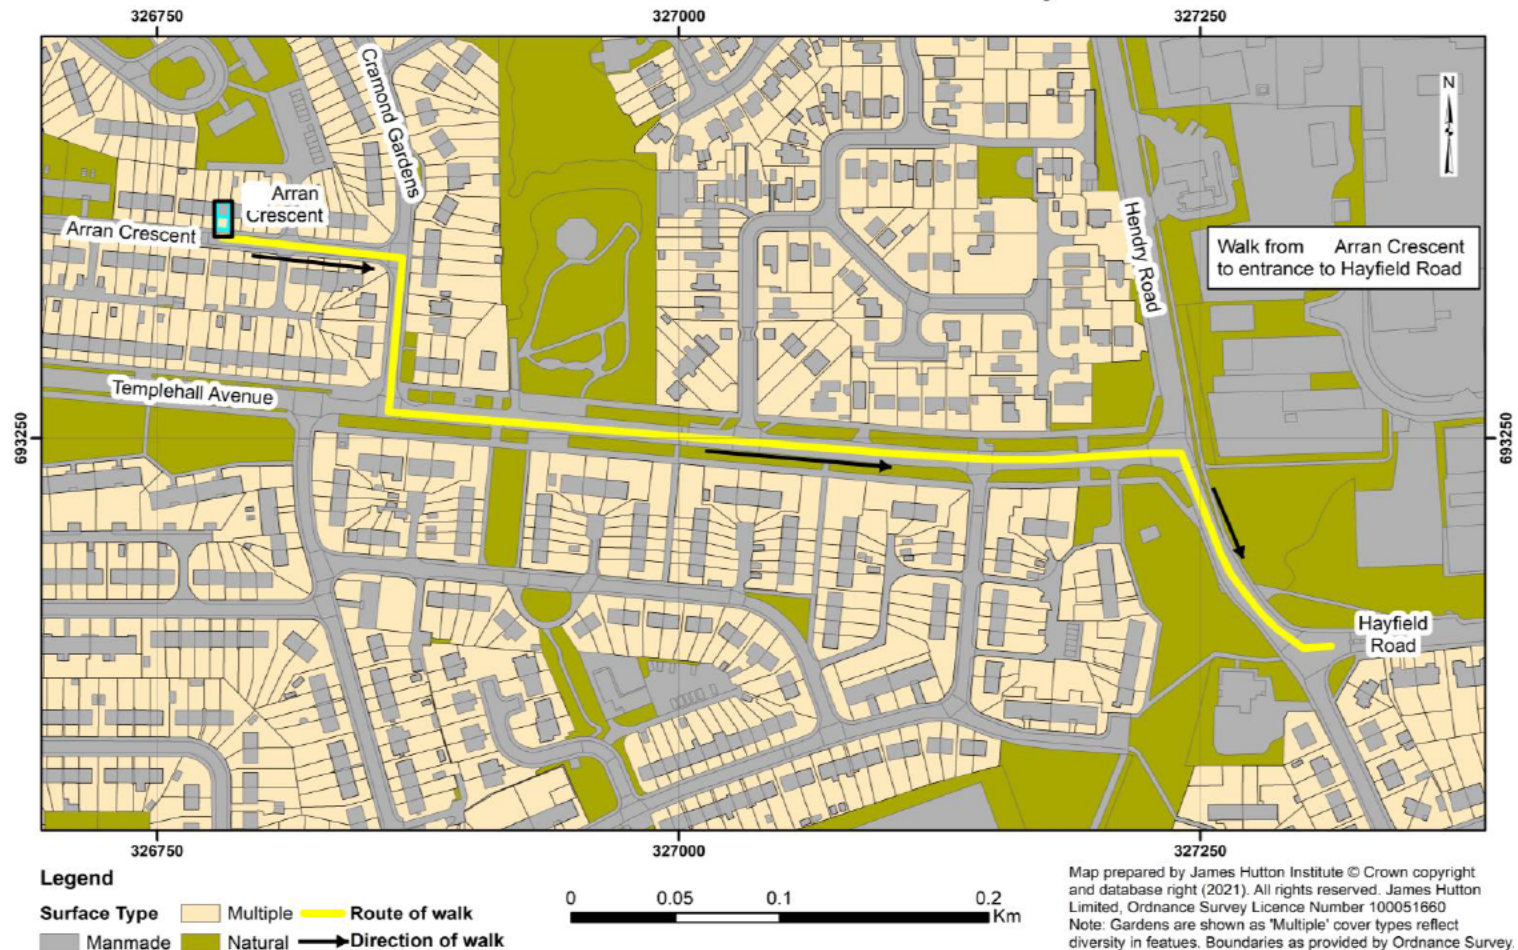 326750 327000 327250
N
Cramond Gardens
Arran
Crescent
Arran Crescent
Hendry Road
Walk from Arran Crescent
to entrance to Hayfield Road
Templehall Avenue
693250 693250
Hayfield
Road
326750 327000 327250
Legend
Surface Type
Multiple
Route of walk
Manmade
Natural
Direction of walk
0 0.05 0.1 0.2
Km
Map prepared by James Hutton Institute © Crown copyright
and database right (2021). All rights reserved. James Hutton
Limited, Ordnance Survey Licence Number 100051660
Note: Gardens are shown as 'Multiple' cover types reflect
diversity in featues. Boundaries as provided by Ordnance Survey.